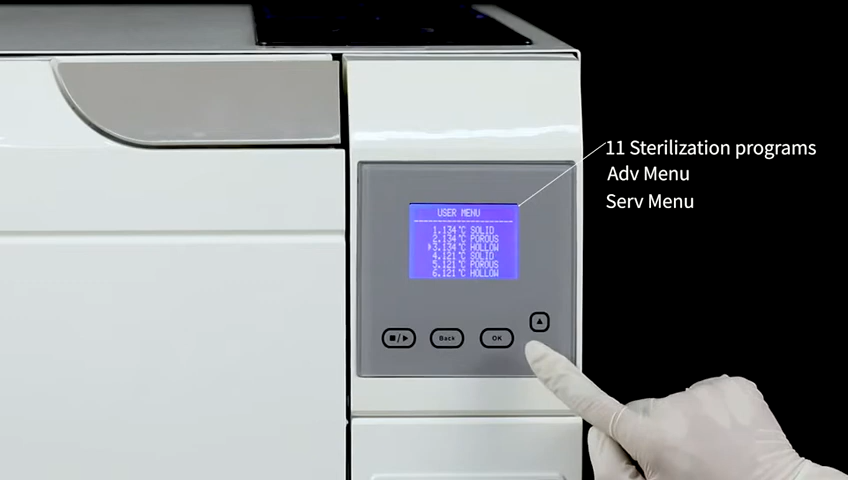 11 Sterilization programs
Adv Menu
Serv Menu
USER MENU
1.134℃ SOLID
2.134℃ POROUS
3.134℃ HOLLOW
4.121℃ SOLID
5.121℃ POROUS
6.121℃ HOLLOW
Back
OK